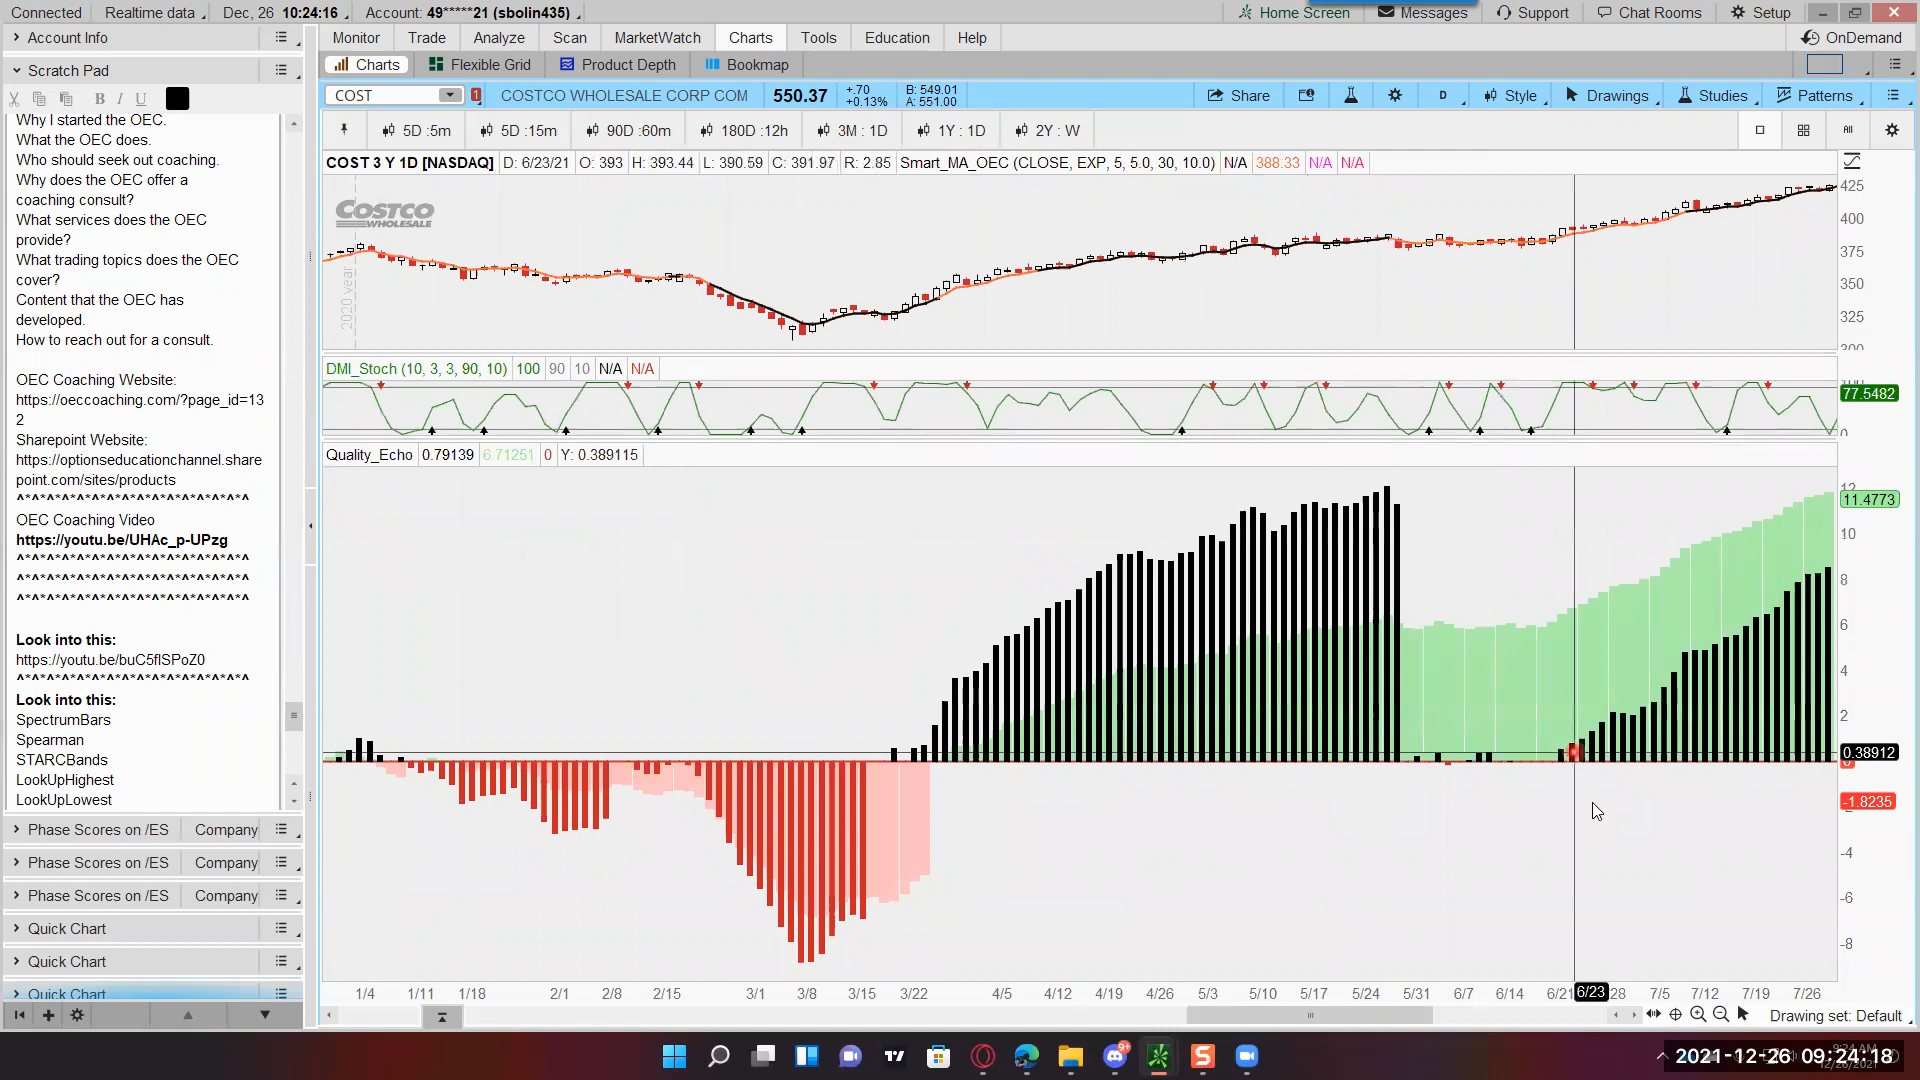 Connected Realtime data Dec, 26 10:24:16 Account: 49*****21 (sbolin435) Home Screen Messages Support Chat Rooms Setup
Account Info Monitor Trade Analyze Scan MarketWatch Charts Tools Education Help OnDemand
Scratch Pad Charts Flexible Grid Product Depth Bookmap
B I U COST 1 COSTCO WHOLESALE CORP COM 550.37 +.70 +0.13% B: 549.01 A: 551.00 Share D Style Drawings Studies Patterns
5D :5m 5D :15m 90D :60m 180D :12h 3M : 1D 1Y : 1D 2Y : W All
Why I started the OEC.
What the OEC does.
Who should seek out coaching.
Why does the OEC offer a
coaching consult?
What services does the OEC
provide?
What trading topics does the OEC
cover?
Content that the OEC has
developed.
How to reach out for a consult.
OEC Coaching Website:
https://oeccoaching.com/?page_id=13
2
Sharepoint Website:
https://optionseducationchannel.share
point.com/sites/products
^*^*^*^*^*^*^*^*^*^*^*^*^*^
OEC Coaching Video
https://youtu.be/UHAc_p-UPzg
^*^*^*^*^*^*^*^*^*^*^*^*^*^
^*^*^*^*^*^*^*^*^*^*^*^*^*^
^*^*^*^*^*^*^*^*^*^*^*^*^*^
Look into this:
https://youtu.be/buC5flSPoZ0
^*^*^*^*^*^*^*^*^*^*^*^*^*^
Look into this:
SpectrumBars
Spearman
STARCBands
LookUpHighest
LookUpLowest
Phase Scores on /ES Company
Phase Scores on /ES Company
Phase Scores on /ES Company
Quick Chart
Quick Chart
Quick Chart
COST 3 Y 1D [NASDAQ] D: 6/23/21 O: 393 H: 393.44 L: 390.59 C: 391.97 R: 2.85 Smart_MA_OEC (CLOSE, EXP, 5, 5.0, 30, 10.0) N/A 388.33 N/A N/A
COSTCO
WHOLESALE
2020 year
425
400
375
350
325
300
DMI_Stoch (10, 3, 3, 90, 10) 100 90 10 N/A N/A
77.5482
0
Quality_Echo 0.79139 6.71251 0 Y: 0.389115
12
11.4773
10
8
6
4
2
0.38912
0
-1.8235
-4
-6
-8
1/4 1/11 1/18 2/1 2/8 2/15 3/1 3/8 3/15 3/22 4/5 4/12 4/19 4/26 5/3 5/10 5/17 5/24 5/31 6/7 6/14 6/21 6/23 28 7/5 7/12 7/19 7/26
Drawing set: Default
9+
2021-12-26 09:24:18